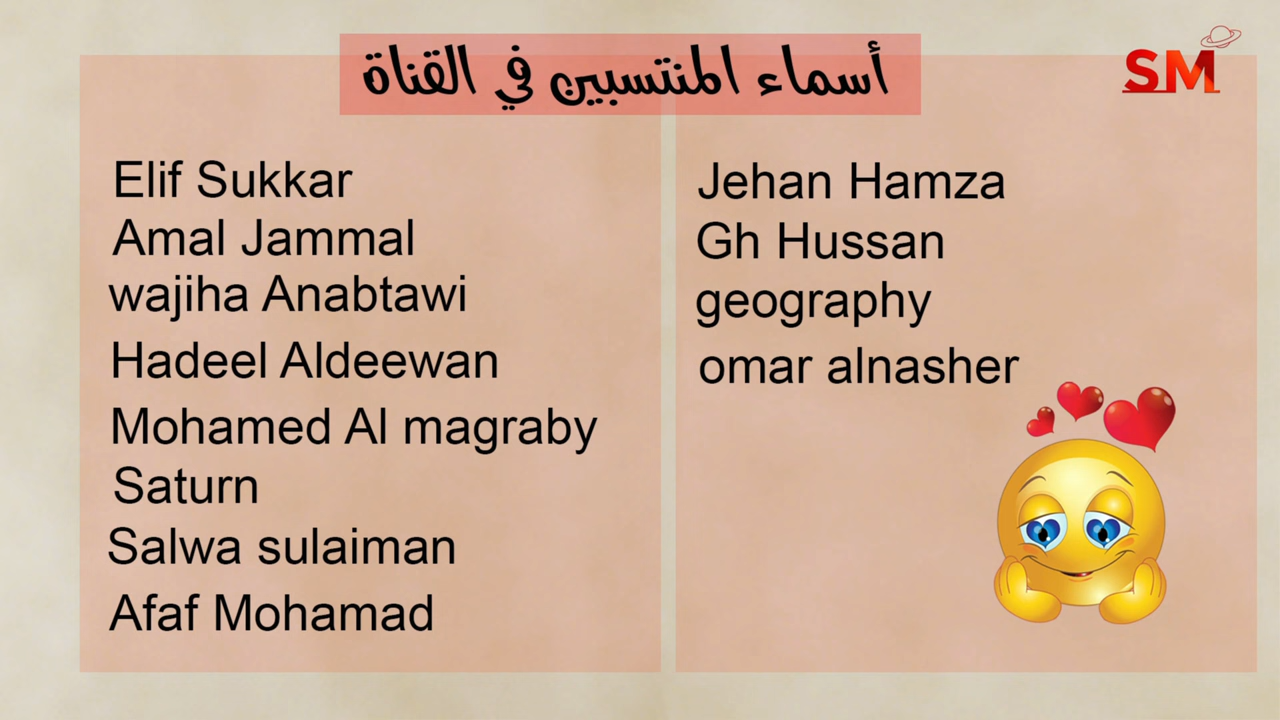 أسماء المنتسبين في القناة
SM
Elif Sukkar
Amal Jammal
wajiha Anabtawi
Hadeel Aldeewan
Mohamed Al magraby
Saturn
Salwa sulaiman
Afaf Mohamad
Jehan Hamza
Gh Hussan
geography
omar alnasher